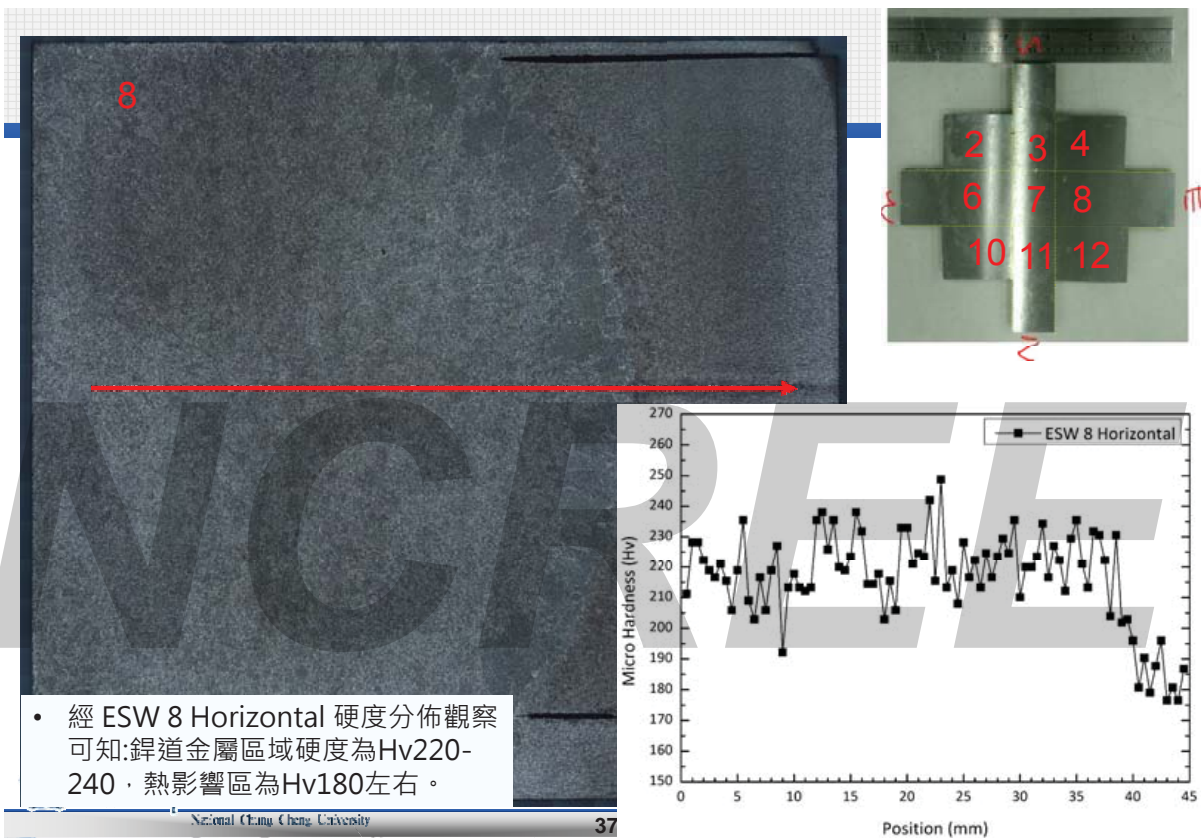 8
2 3 4
6 7 8
10 11 12
NCREE
ESW 8 Horizontal
270
260
250
240
230
220
210
200
190
180
170
160
150
Micro Hardness (Hv)
0 5 10 15 20 25 30 35 40 45
Position (mm)
• 經 ESW 8 Horizontal 硬度分佈觀察
可知:銲道金屬區域硬度為Hv220-
240，熱影響區為Hv180左右。
National Chung Cheng University
37